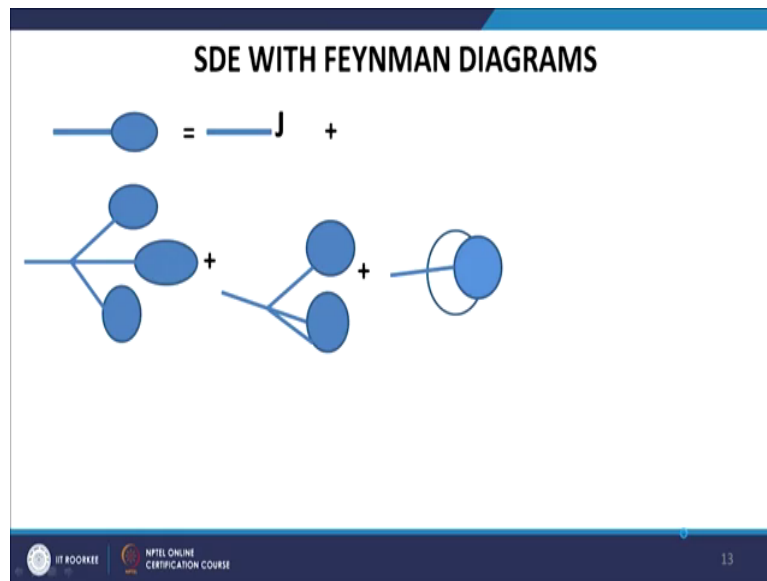 SDE WITH FEYNMAN DIAGRAMS
= J +
+
+
IIT ROORKEE
NPTEL ONLINE
CERTIFICATION COURSE
13